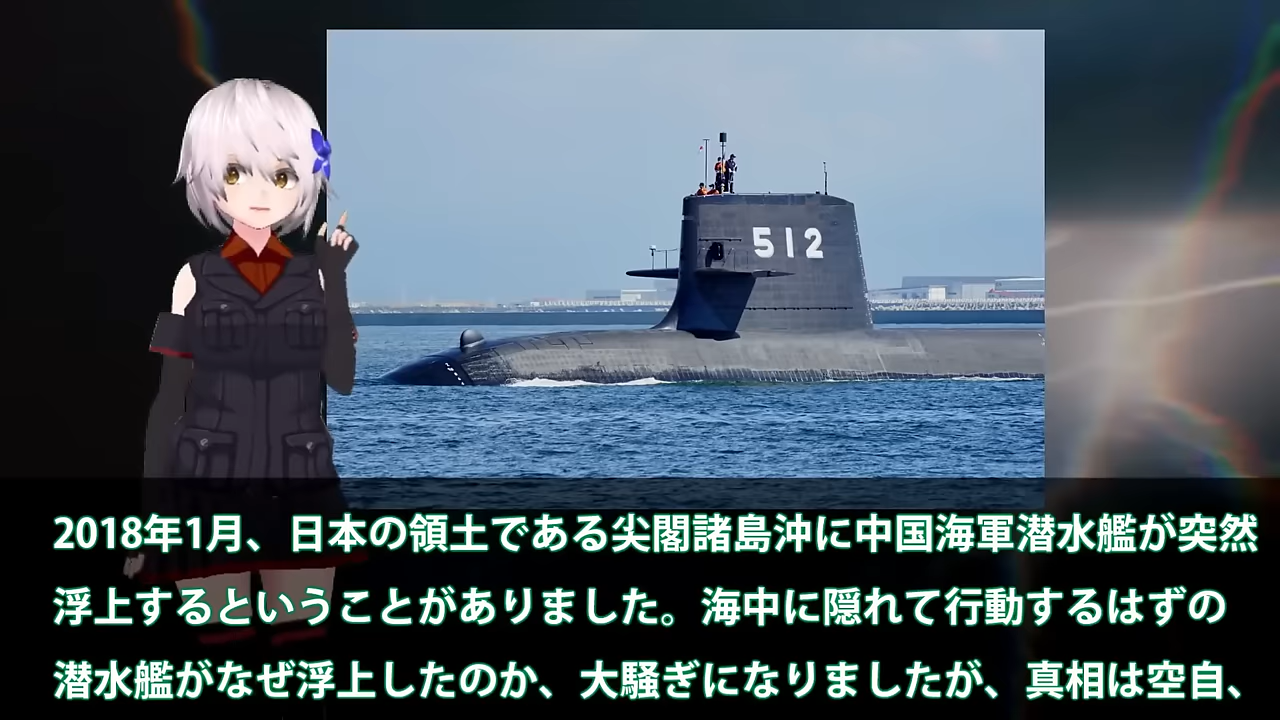 512
2018年1月、日本の領土である尖閣諸島沖に中国海軍潜水艦が突然
浮上するということがありました。海中に隠れて行動するはずの
潜水艦がなぜ浮上したのか、大騒ぎになりましたが、真相は空自、